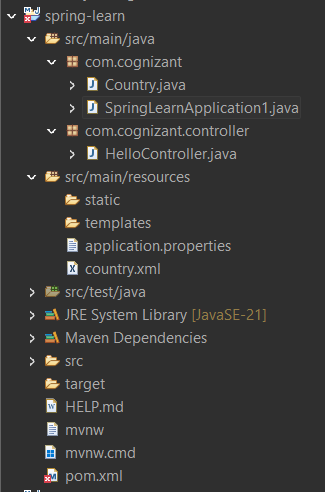 spring-learn
src/main/java
com.cognizant
Country.java
SpringLearnApplication1.java
com.cognizant.controller
HelloController.java
src/main/resources
static
templates
application.properties
country.xml
src/test/java
JRE System Library [JavaSE-21]
Maven Dependencies
src
target
HELP.md
mvnw
mvnw.cmd
pom.xml